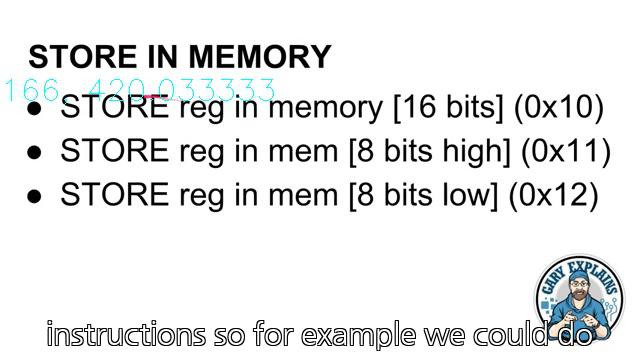 STORE IN MEMORY
166, 420.033333
● STORE reg in memory [16 bits] (0x10)
● STORE reg in mem [8 bits high] (0x11)
● STORE reg in mem [8 bits low] (0x12)
GARY EXPLAINS
instructions so for example we could do